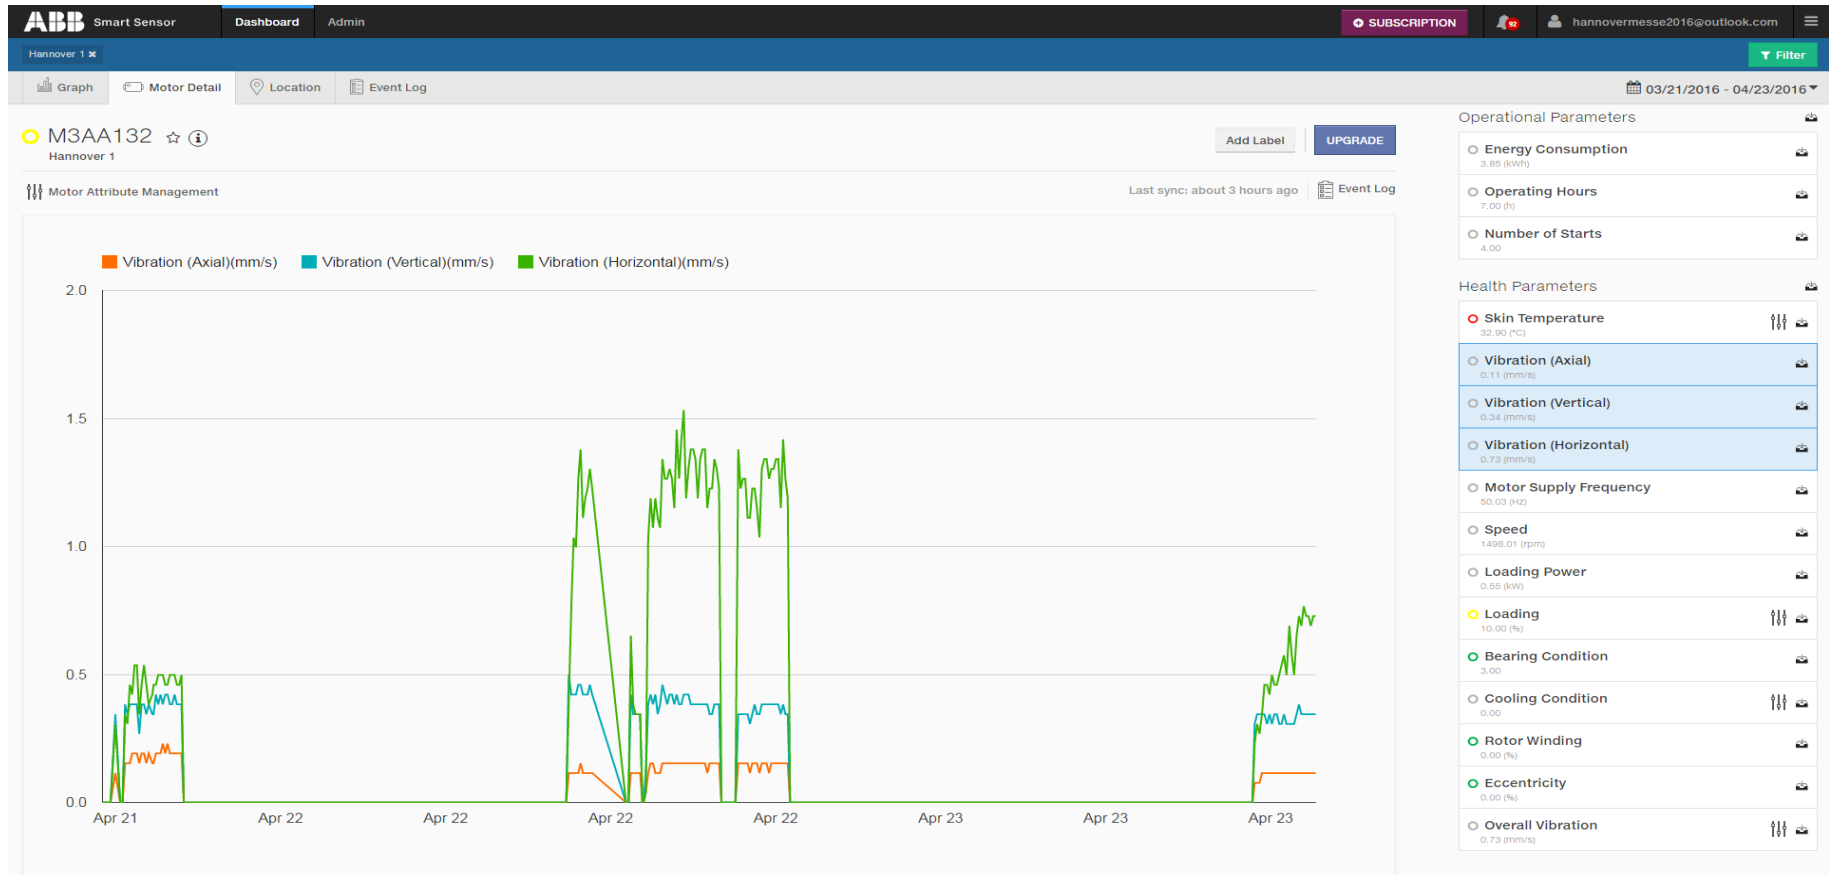 ABB Smart Sensor Dashboard Admin SUBSCRIPTION 92 hannovermesse2016@outlook.com
Hannover 1 Filter
Graph Motor Detail Location Event Log 03/21/2016 - 04/23/2016
M3AA132
Hannover 1
Add Label UPGRADE
Motor Attribute Management Last sync: about 3 hours ago Event Log
Vibration (Axial)(mm/s) Vibration (Vertical)(mm/s) Vibration (Horizontal)(mm/s)
2.0
1.5
1.0
0.5
0.0
Apr 21 Apr 22 Apr 22 Apr 22 Apr 22 Apr 23 Apr 23 Apr 23
Operational Parameters
Energy Consumption
3.85 (kWh)
Operating Hours
7.00 (h)
Number of Starts
4.00
Health Parameters
Skin Temperature
32.90 (°C)
Vibration (Axial)
0.11 (mm/s)
Vibration (Vertical)
0.34 (mm/s)
Vibration (Horizontal)
0.73 (mm/s)
Motor Supply Frequency
50.03 (Hz)
Speed
1498.01 (rpm)
Loading Power
0.55 (kW)
Loading
10.00 (%)
Bearing Condition
3.00
Cooling Condition
0.00
Rotor Winding
0.00 (%)
Eccentricity
0.00 (%)
Overall Vibration
0.73 (mm/s)